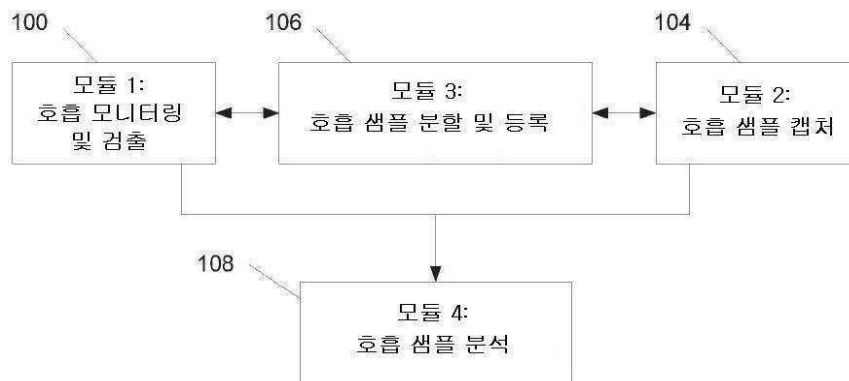 100
106
104
모듈 1:
호흡 모니터링
및 검출
모듈 3:
호흡 샘플 분할 및 등록
모듈 2:
호흡 샘플 캡처
108
모듈 4:
호흡 샘플 분석